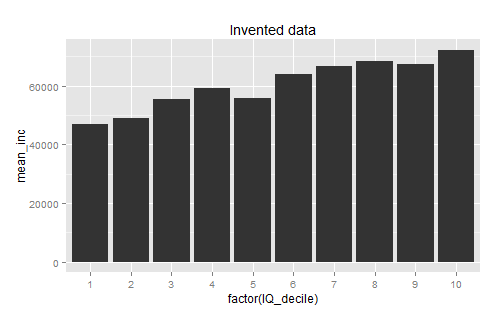 Invented data
mean_inc
60000
40000
20000
0
1 2 3 4 5 6 7 8 9 10
factor(IQ_decile)